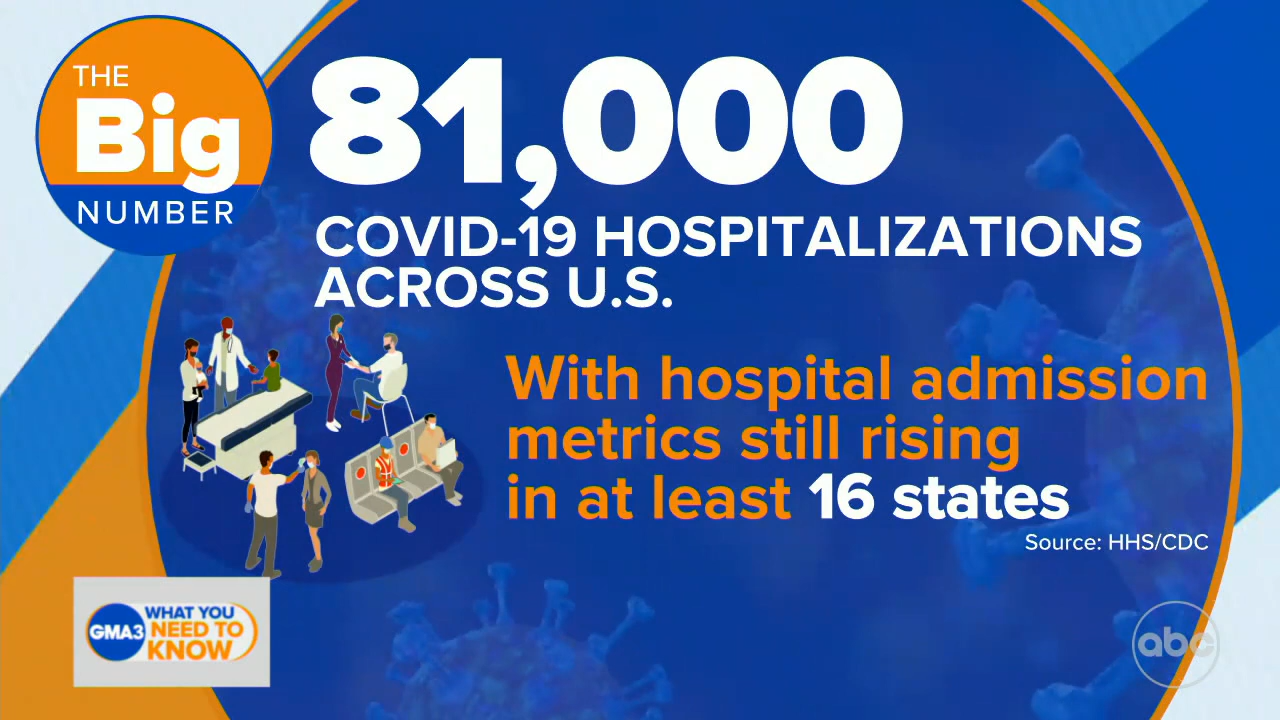 THE
Big
NUMBER
81,000
COVID-19 HOSPITALIZATIONS
ACROSS U.S.
With hospital admission
metrics still rising
in at least 16 states
Source: HHS/CDC
GMA3
WHAT YOU
NEED TO
KNOW
abc